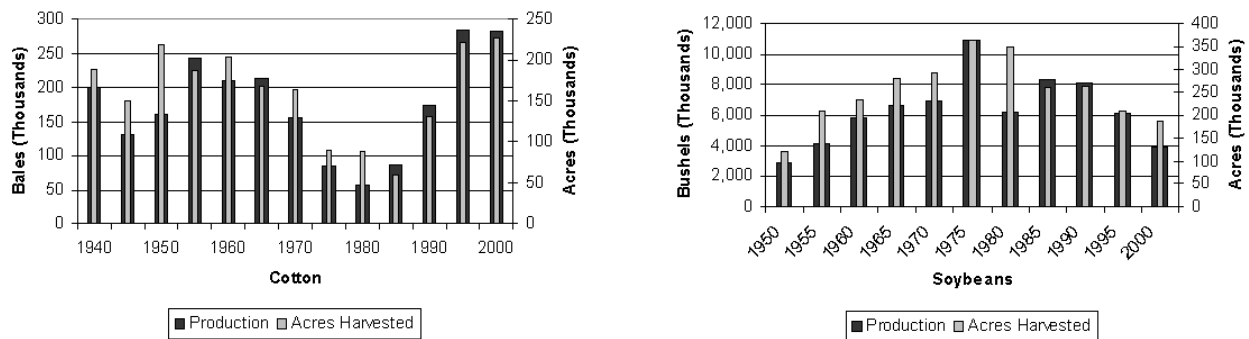 Bales (Thousands)
300
250
200
150
100
50
0
250
200
150
100
50
0
Acres (Thousands)
1940 1950 1960 1970 1980 1990 2000
Cotton
Production Acres Harvested
Bushels (Thousands)
12,000
10,000
8,000
6,000
4,000
2,000
0
400
350
300
250
200
150
100
50
0
Acres (Thousands)
1950 1955 1960 1965 1970 1975 1980 1985 1990 1995 2000
Soybeans
Production Acres Harvested